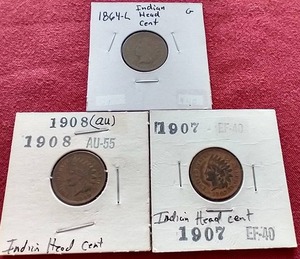 1864-L Indian Head Cent G
1908 (au)
1908 AU-55
Indian Head Cent
1907 EF-40
Indian Head cent
1907 EF-40